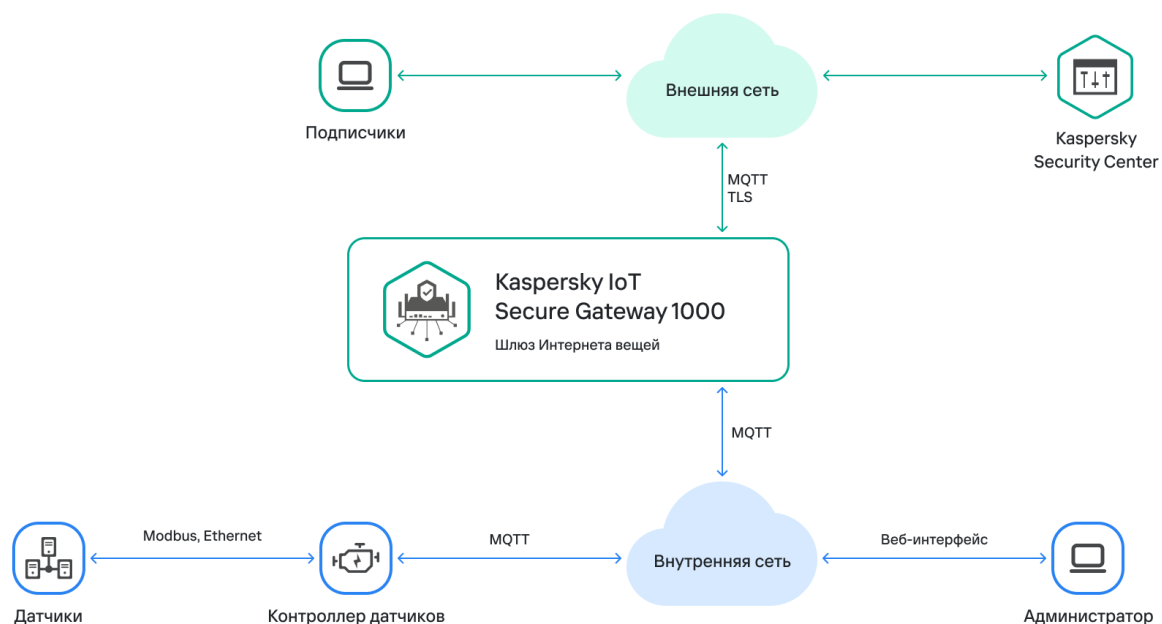 Внешняя сеть
Подписчики
Kaspersky
Security Center
MQTT
TLS
Kaspersky IoT
Secure Gateway 1000
Шлюз Интернета вещей
MQTT
Modbus, Ethernet
MQTT
Внутренняя сеть
Веб-интерфейс
Датчики
Контроллер датчиков
Администратор